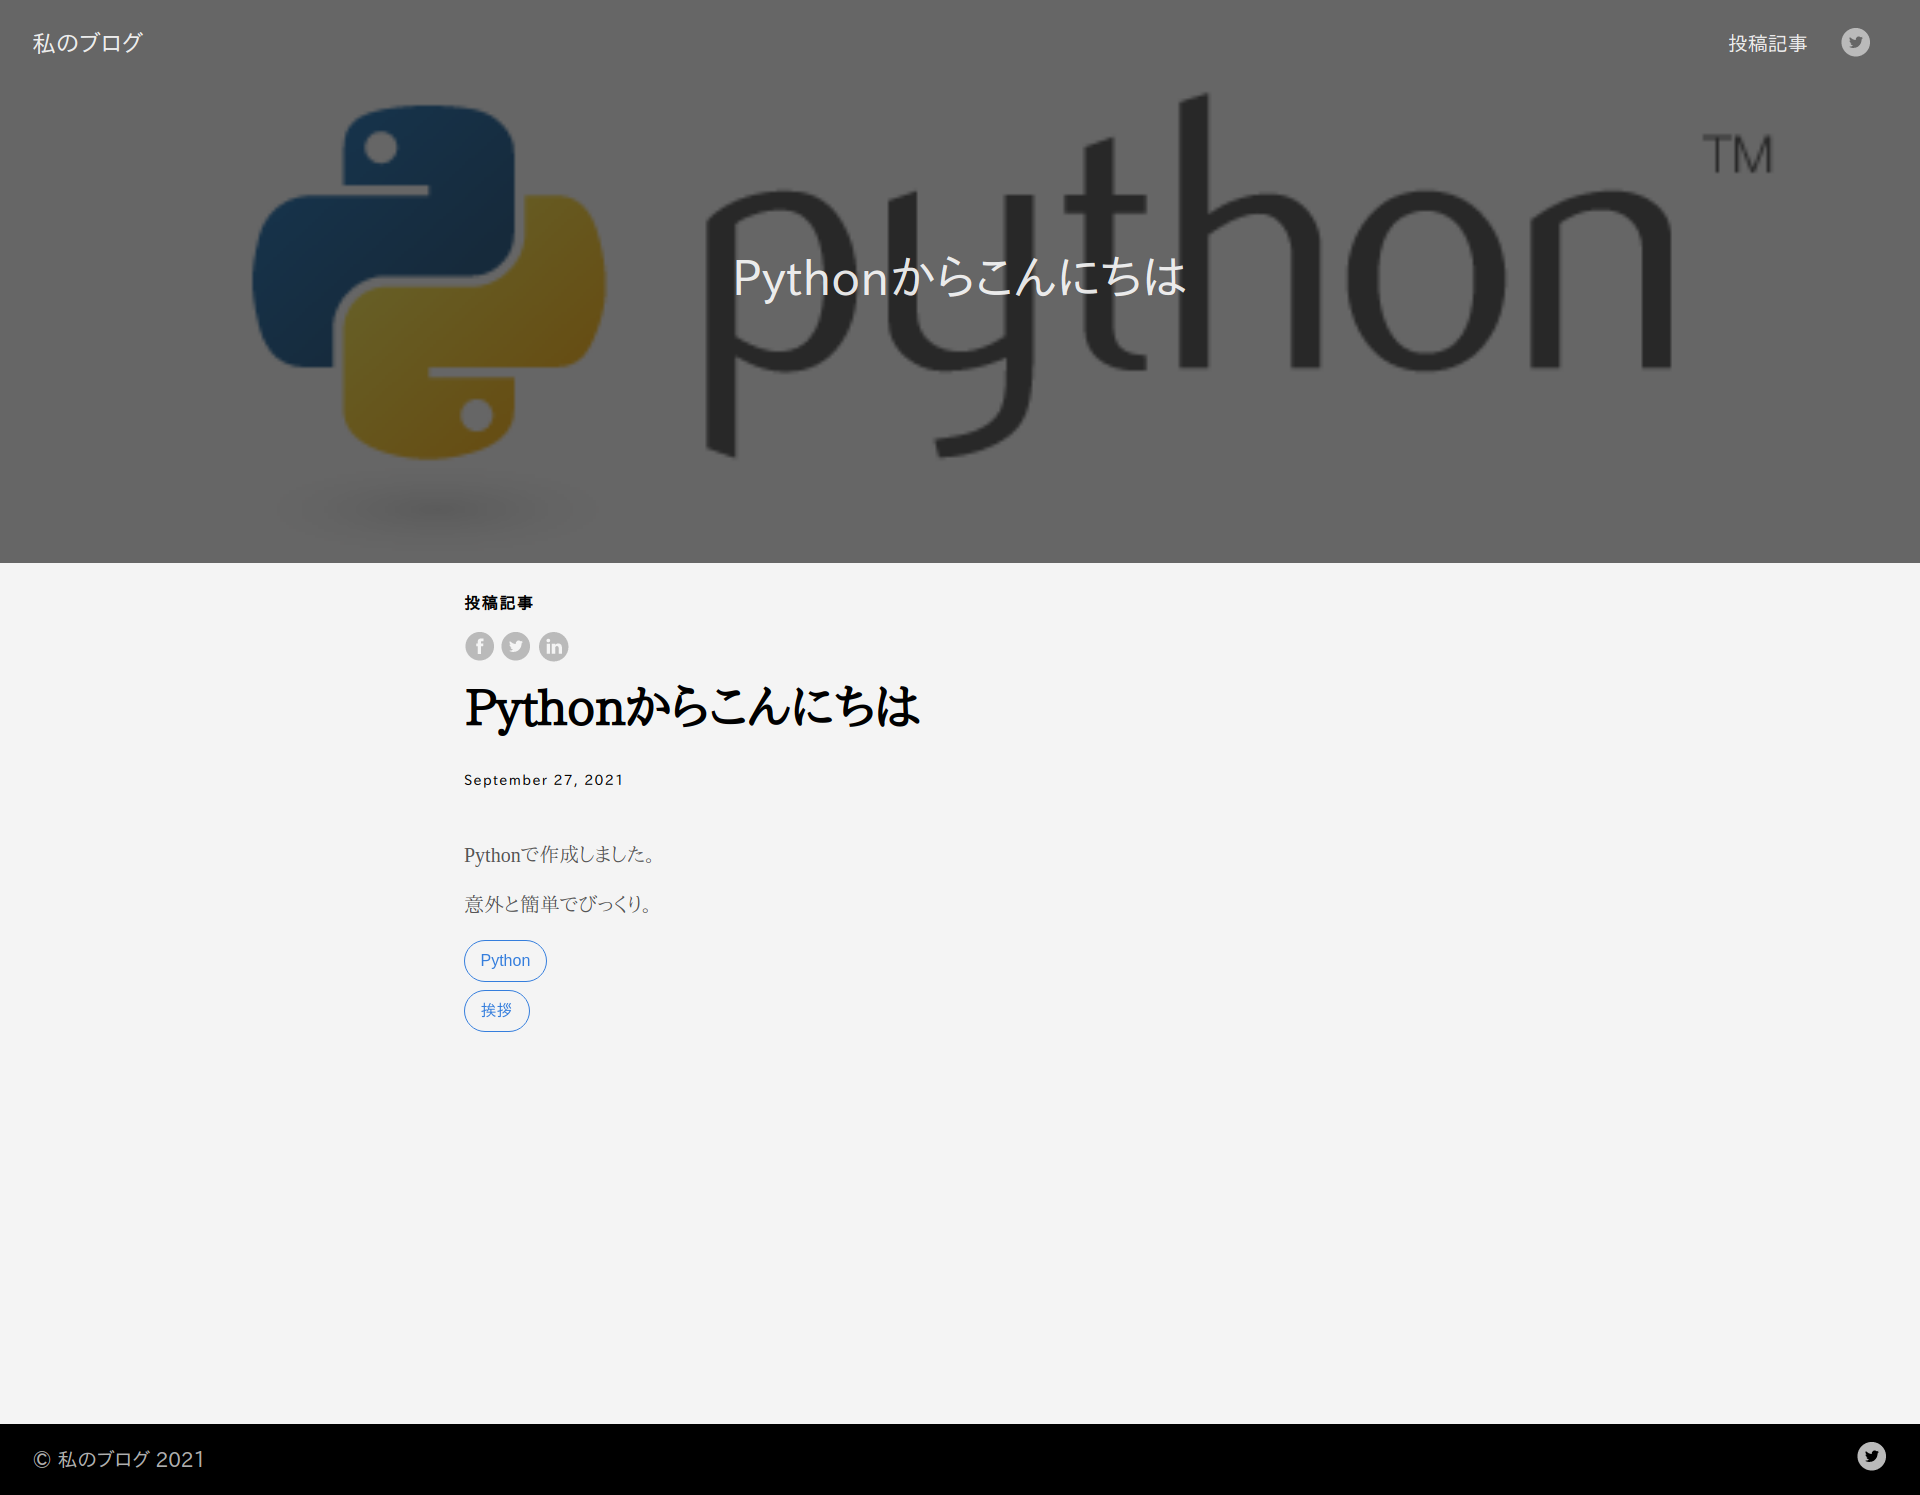 私のブログ
投稿記事
python
TM
Pythonからこんにちは
投稿記事
Pythonからこんにちは
September 27, 2021
Pythonで作成しました。
意外と簡単でびっくり。
Python
挨拶
© 私のブログ 2021